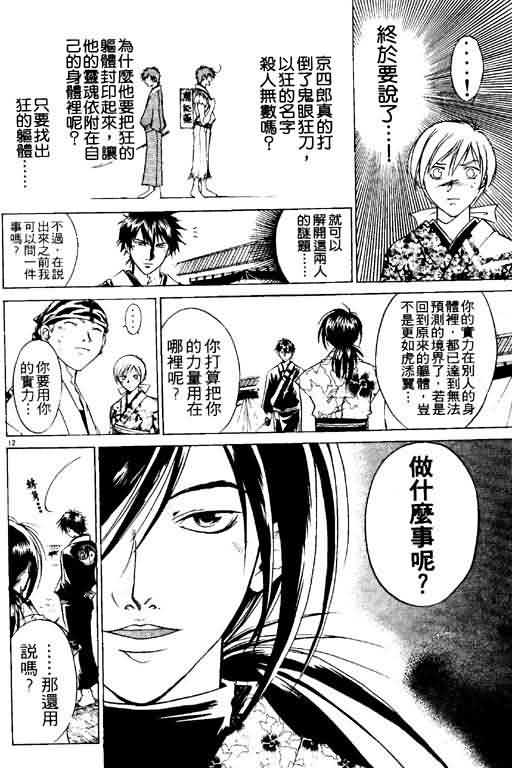 ‥‥！
終於要說了‥！
京四郎真的打
倒了鬼眼狂刀，
以狂的名字
殺人無數嗎？
為什麼他要把狂的
軀體封印起來，讓
他的靈魂依附在自
己的身體裡呢？
只要找出
狂的軀體……
就可以
解開這兩人
的謎題……
不過，在說
出來之前我
可以問一件
事嗎？
你的實力在別人的身
體裡，都已達到無法
預測的境界了，若是
回到原來的軀體，豈
不是更如虎添翼…
你打算把你
的力量用在
哪裡呢？
‥‥
你要用你
的實力…
12
做什麼事呢？
轉身……
……那還用
說嗎？